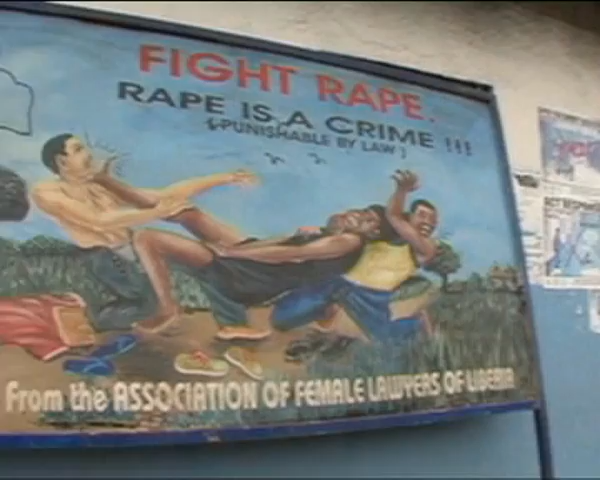 FIGHT RAPE.
RAPE IS A CRIME !!!
(PUNISHABLE BY LAW)
From the ASSOCIATION OF FEMALE LAWYERS OF LIBERIA